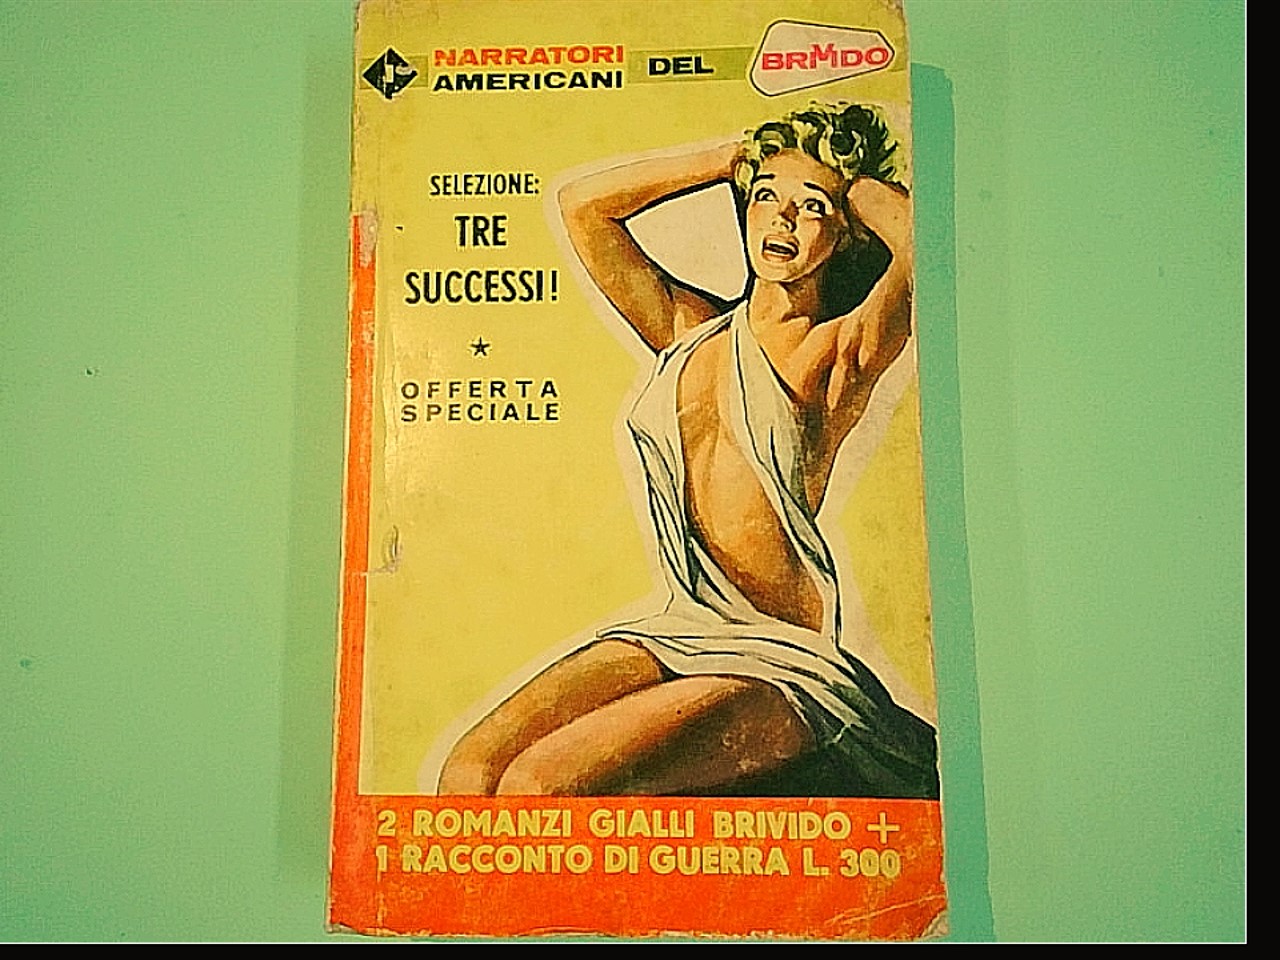 NARRATORI
AMERICANI DEL BRIVIDO
SELEZIONE:
TRE
SUCCESSI!
OFFERTA
SPECIALE
2 ROMANZI GIALLI BRIVIDO +
1 RACCONTO DI GUERRA L. 300